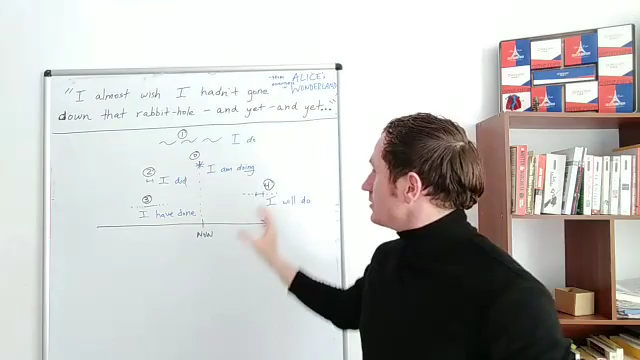 "I almost wish I hadn't gone
from ALICE'S
WONDERLAND
down that rabbit-hole - and yet - and yet..."
1
I do
I am doing
2
I did
4
I will do
3
I have done
NOW